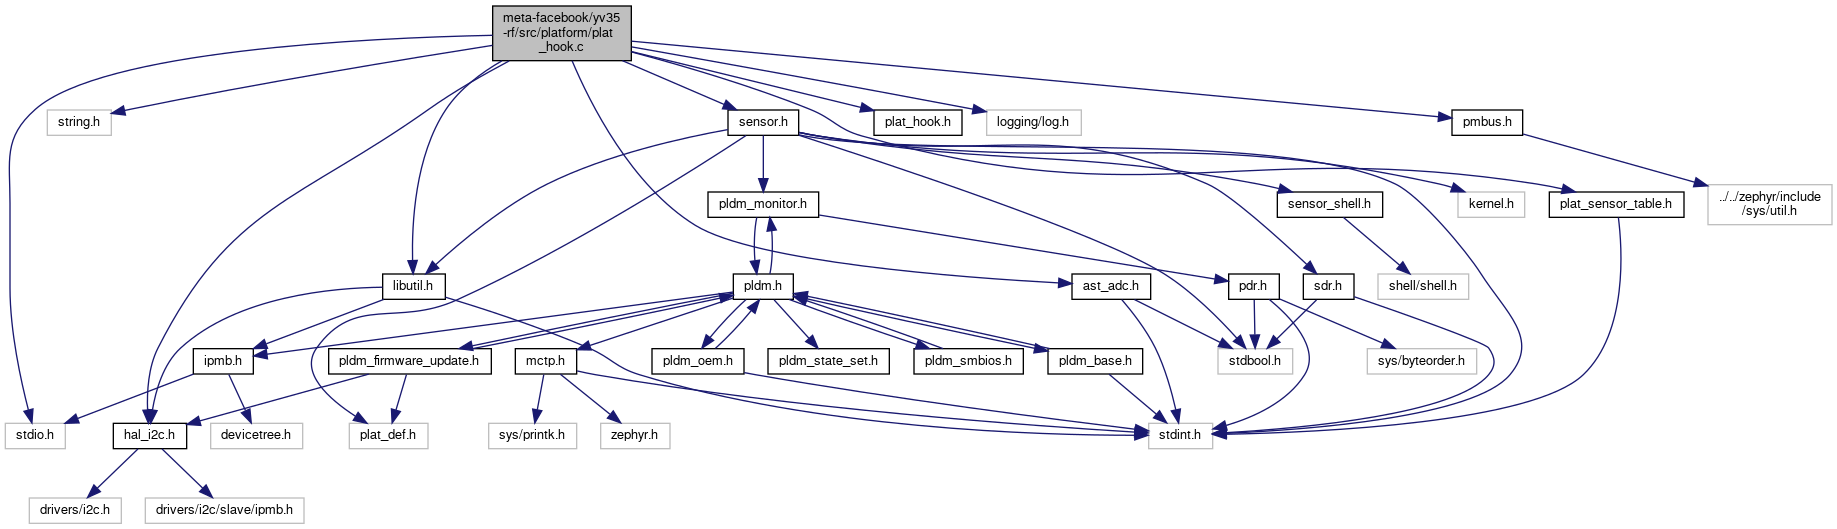 meta-facebook/yv35
-rf/src/platform/plat
_hook.c
string.h
sensor.h
plat_hook.h
logging/log.h
pmbus.h
pldm_monitor.h
sensor_shell.h
kernel.h
plat_sensor_table.h
../../zephyr/include
/sys/util.h
libutil.h
pldm.h
ast_adc.h
pdr.h
sdr.h
shell/shell.h
ipmb.h
pldm_firmware_update.h
mctp.h
pldm_oem.h
pldm_state_set.h
pldm_smbios.h
pldm_base.h
stdbool.h
sys/byteorder.h
stdio.h
hal_i2c.h
devicetree.h
plat_def.h
sys/printk.h
zephyr.h
stdint.h
drivers/i2c.h
drivers/i2c/slave/ipmb.h